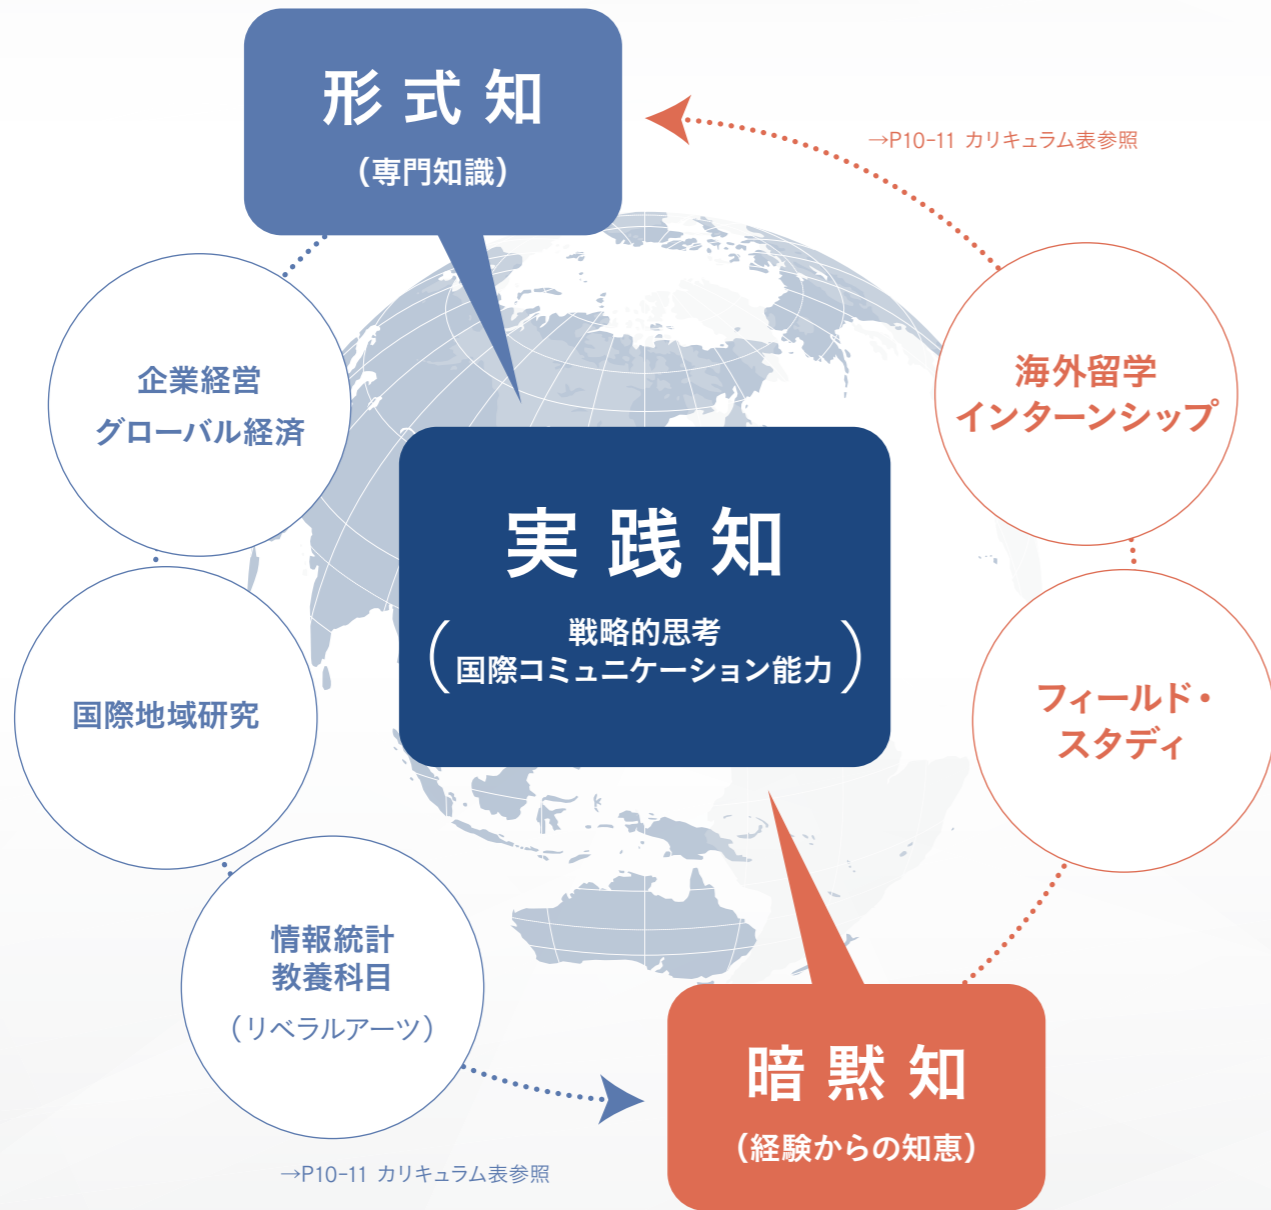 形式知
(専門知識)
→P10-11 カリキュラム表参照
企業経営
グローバル経済
海外留学
インターンシップ
実践知
(戦略的思考
国際コミュニケーション能力)
国際地域研究
フィールド・
スタディ
情報統計
教養科目
(リベラルアーツ)
暗黙知
(経験からの知恵)
→P10-11 カリキュラム表参照